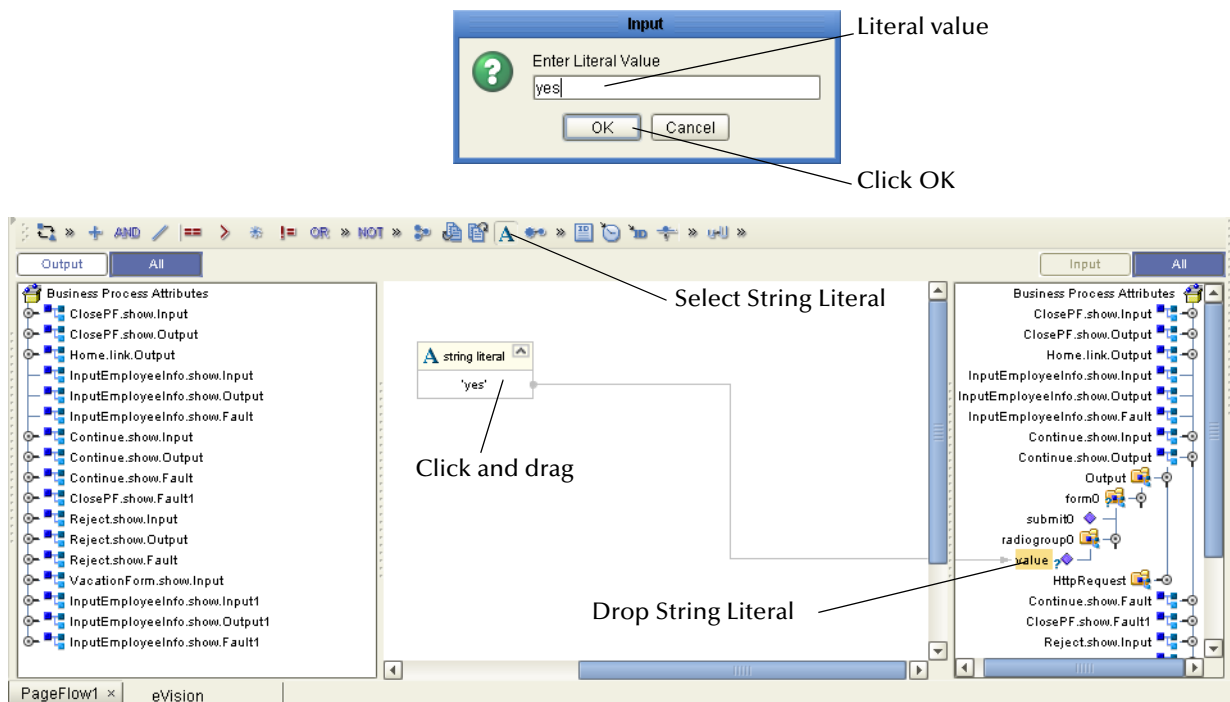 Input
Literal value
Enter Literal Value
yes
OK
Cancel
Click OK
AND
==
!=
OR
NOT
A
Output
All
Input
All
Select String Literal
Business Process Attributes
ClosePF.show.Input
ClosePF.show.Output
Home.link.Output
InputEmployeeInfo.show.Input
InputEmployeeInfo.show.Output
InputEmployeeInfo.show.Fault
Continue.show.Input
Continue.show.Output
Continue.show.Fault
ClosePF.show.Fault1
Reject.show.Input
Reject.show.Output
Reject.show.Fault
VacationForm.show.Input
InputEmployeeInfo.show.Input1
InputEmployeeInfo.show.Output1
InputEmployeeInfo.show.Fault1
A string literal
'yes'
Click and drag
Drop String Literal
Business Process Attributes
ClosePF.show.Input
ClosePF.show.Output
Home.link.Output
InputEmployeeInfo.show.Input
InputEmployeeInfo.show.Output
InputEmployeeInfo.show.Fault
Continue.show.Input
Continue.show.Output
Output
form0
submit0
radiogroup0
value
HttpRequest
Continue.show.Fault
ClosePF.show.Fault1
Reject.show.Input
PageFlow1 ×
eVision